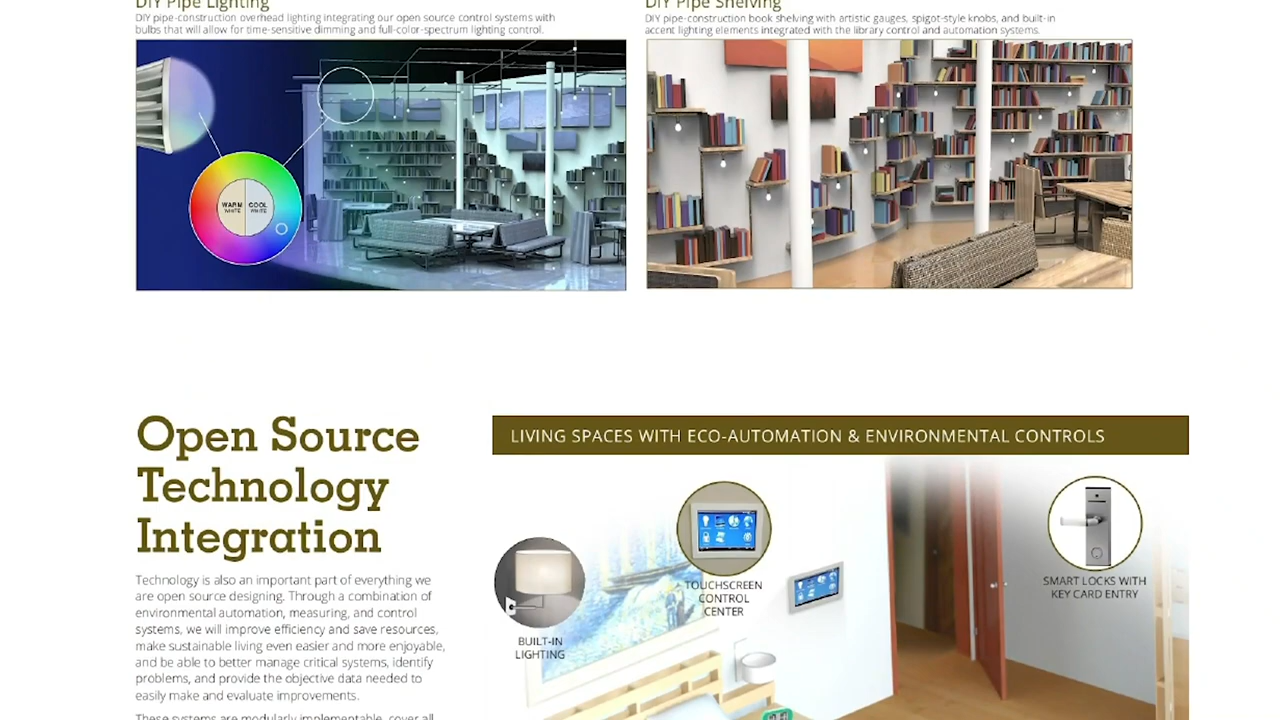 DIY Pipe Lighting
DIY pipe-construction overhead lighting integrating our open source control systems with
bulbs that will allow for time-sensitive dimming and full-color-spectrum lighting control.
DIY Pipe Shelving
DIY pipe-construction book shelving with artistic gauges, spigot-style knobs, and built-in
accent lighting elements integrated with the library control and automation systems.
WARM
WHITE
COOL
WHITE
Open Source
Technology
Integration
Technology is also an important part of everything we
are open source designing. Through a combination of
environmental automation, measuring, and control
systems, we will improve efficiency and save resources,
make sustainable living even easier and more enjoyable,
and be able to better manage critical systems, identify
problems, and provide the objective data needed to
easily make and evaluate improvements.
These systems are modularly implementable, cover all
LIVING SPACES WITH ECO-AUTOMATION & ENVIRONMENTAL CONTROLS
BUILT-IN
LIGHTING
TOUCHSCREEN
CONTROL
CENTER
SMART LOCKS WITH
KEY CARD ENTRY